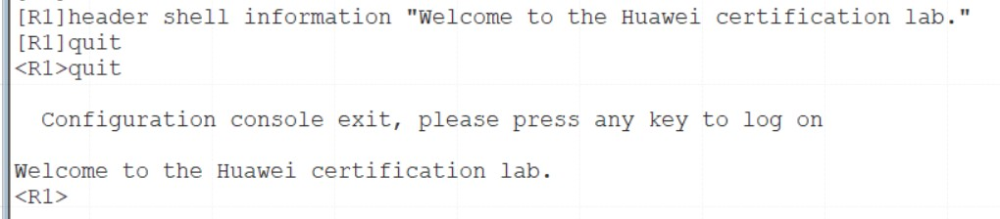 [R1]header shell information "Welcome to the Huawei certification lab."
[R1]quit
<R1>quit
Configuration console exit, please press any key to log on
Welcome to the Huawei certification lab.
<R1>